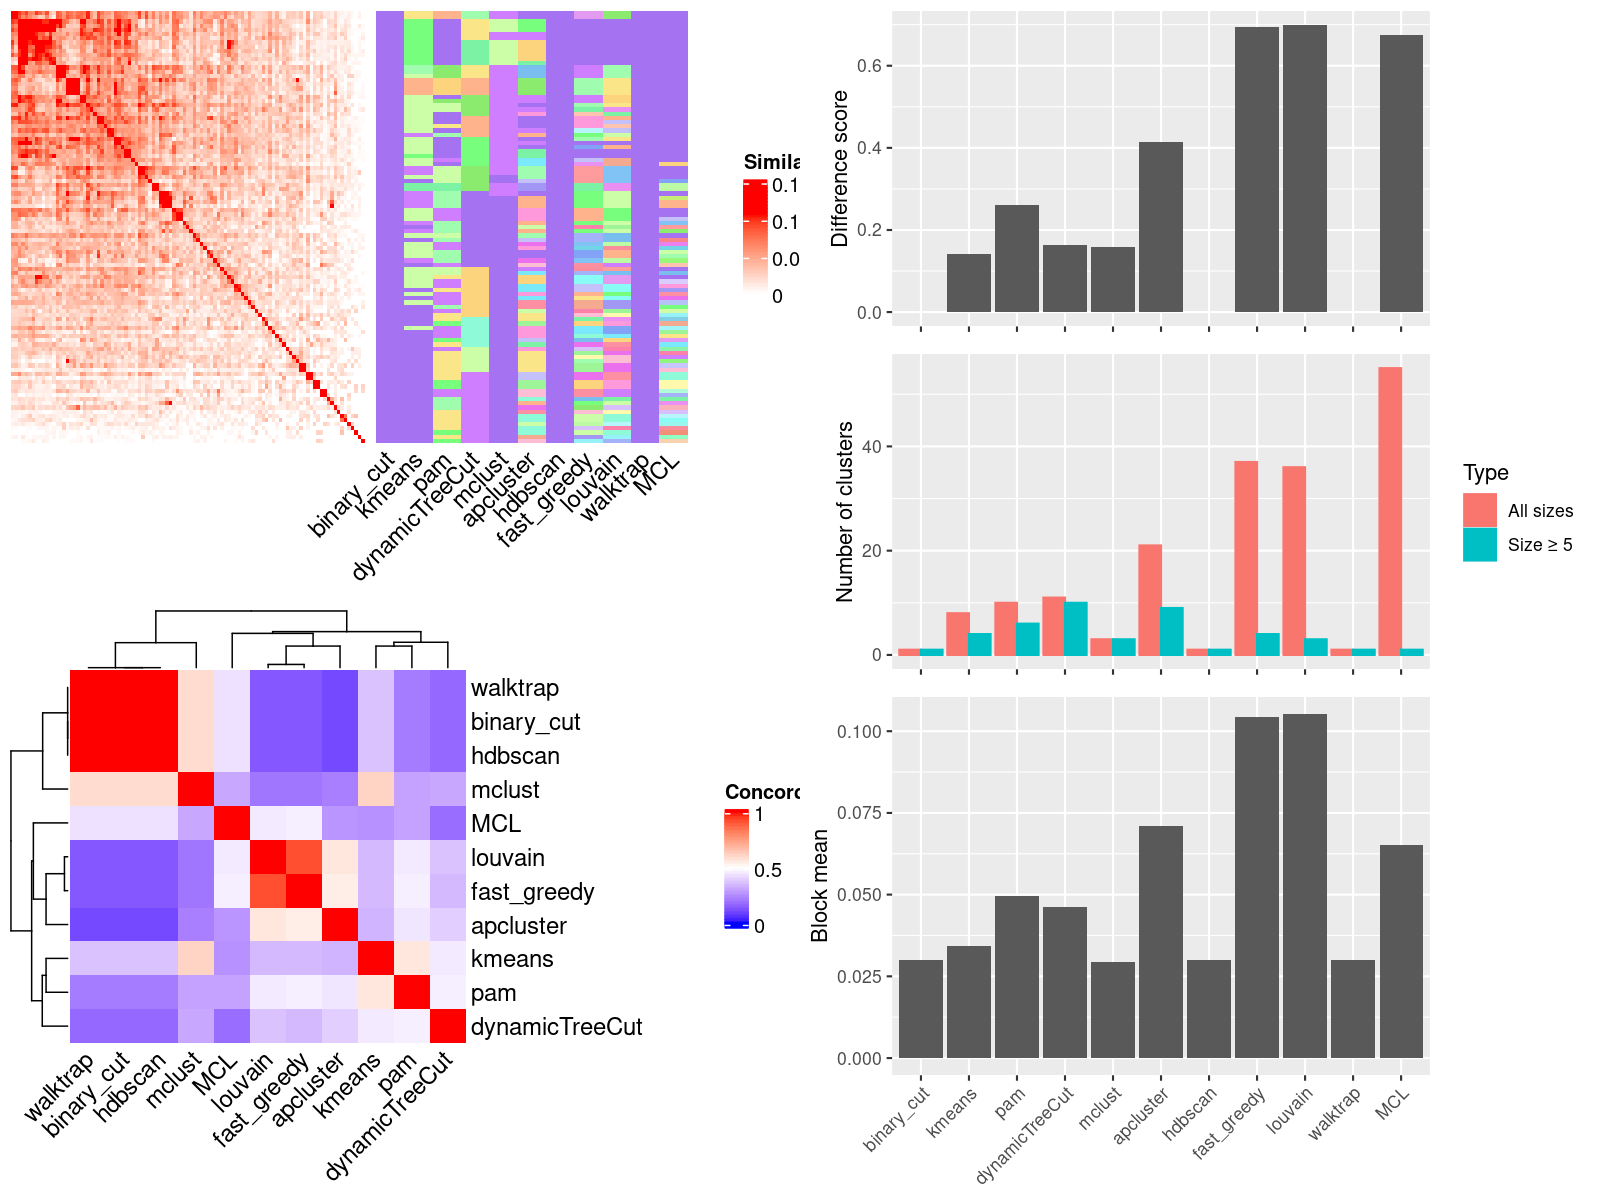 Simila
0.1
0.1
0.0
0
binary_cut
kmeans
pam
dynamicTreeCut
mclust
apcluster
hdbscan
fast_greedy
louvain
walktrap
MCL
walktrap
binary_cut
hdbscan
mclust
MCL
louvain
fast_greedy
apcluster
kmeans
pam
dynamicTreeCut
Concord
1
0.5
0
walktrap
binary_cut
hdbscan
mclust
MCL
louvain
fast_greedy
apcluster
kmeans
pam
dynamicTreeCut
Difference score
0.6
0.4
0.2
0.0
Number of clusters
40
20
0
Type
All sizes
Size ≥ 5
Block mean
0.100
0.075
0.050
0.025
0.000
binary_cut
kmeans
pam
dynamicTreeCut
mclust
apcluster
hdbscan
fast_greedy
louvain
walktrap
MCL